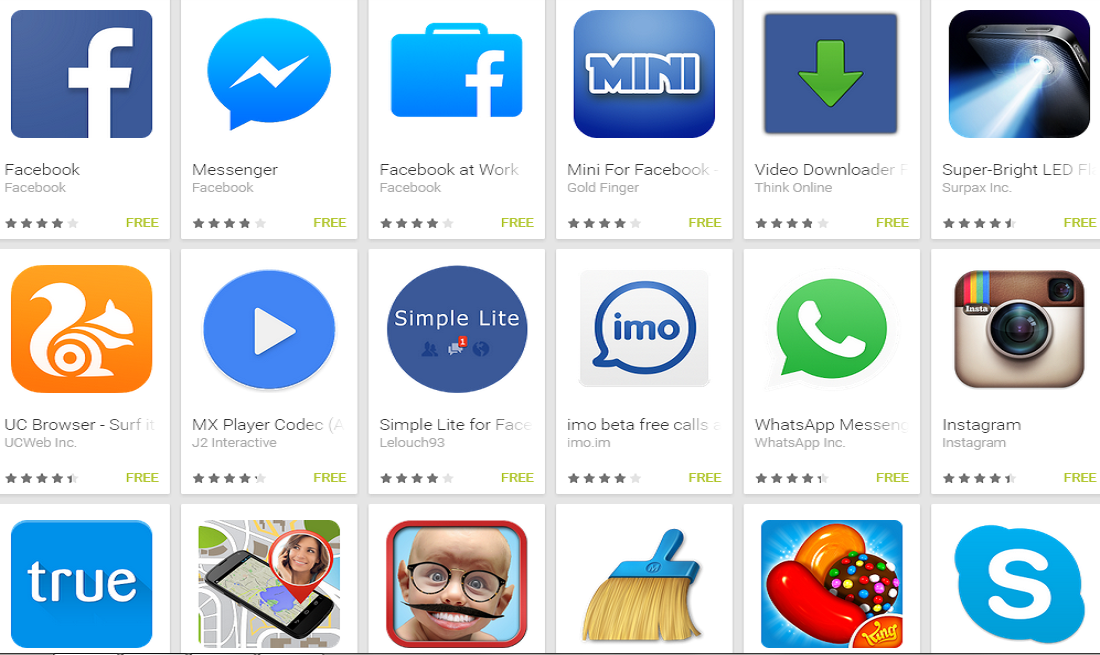 f
f
MINI
Facebook
Messenger
Facebook at Work
Mini For Facebook -
Video Downloader F
Super-Bright LED Fl
Facebook
Facebook
Facebook
Gold Finger
Think Online
Surpax Inc.
FREE
FREE
FREE
FREE
FREE
FREE
Simple Lite
1
imo
Insta
UC Browser - Surf it
MX Player Codec (A
Simple Lite for Face
imo beta free calls a
WhatsApp Messeng
Instagram
UCWeb Inc.
J2 Interactive
Lelouch93
imo.im
WhatsApp Inc.
Instagram
FREE
FREE
FREE
FREE
FREE
FREE
true
M
King
S